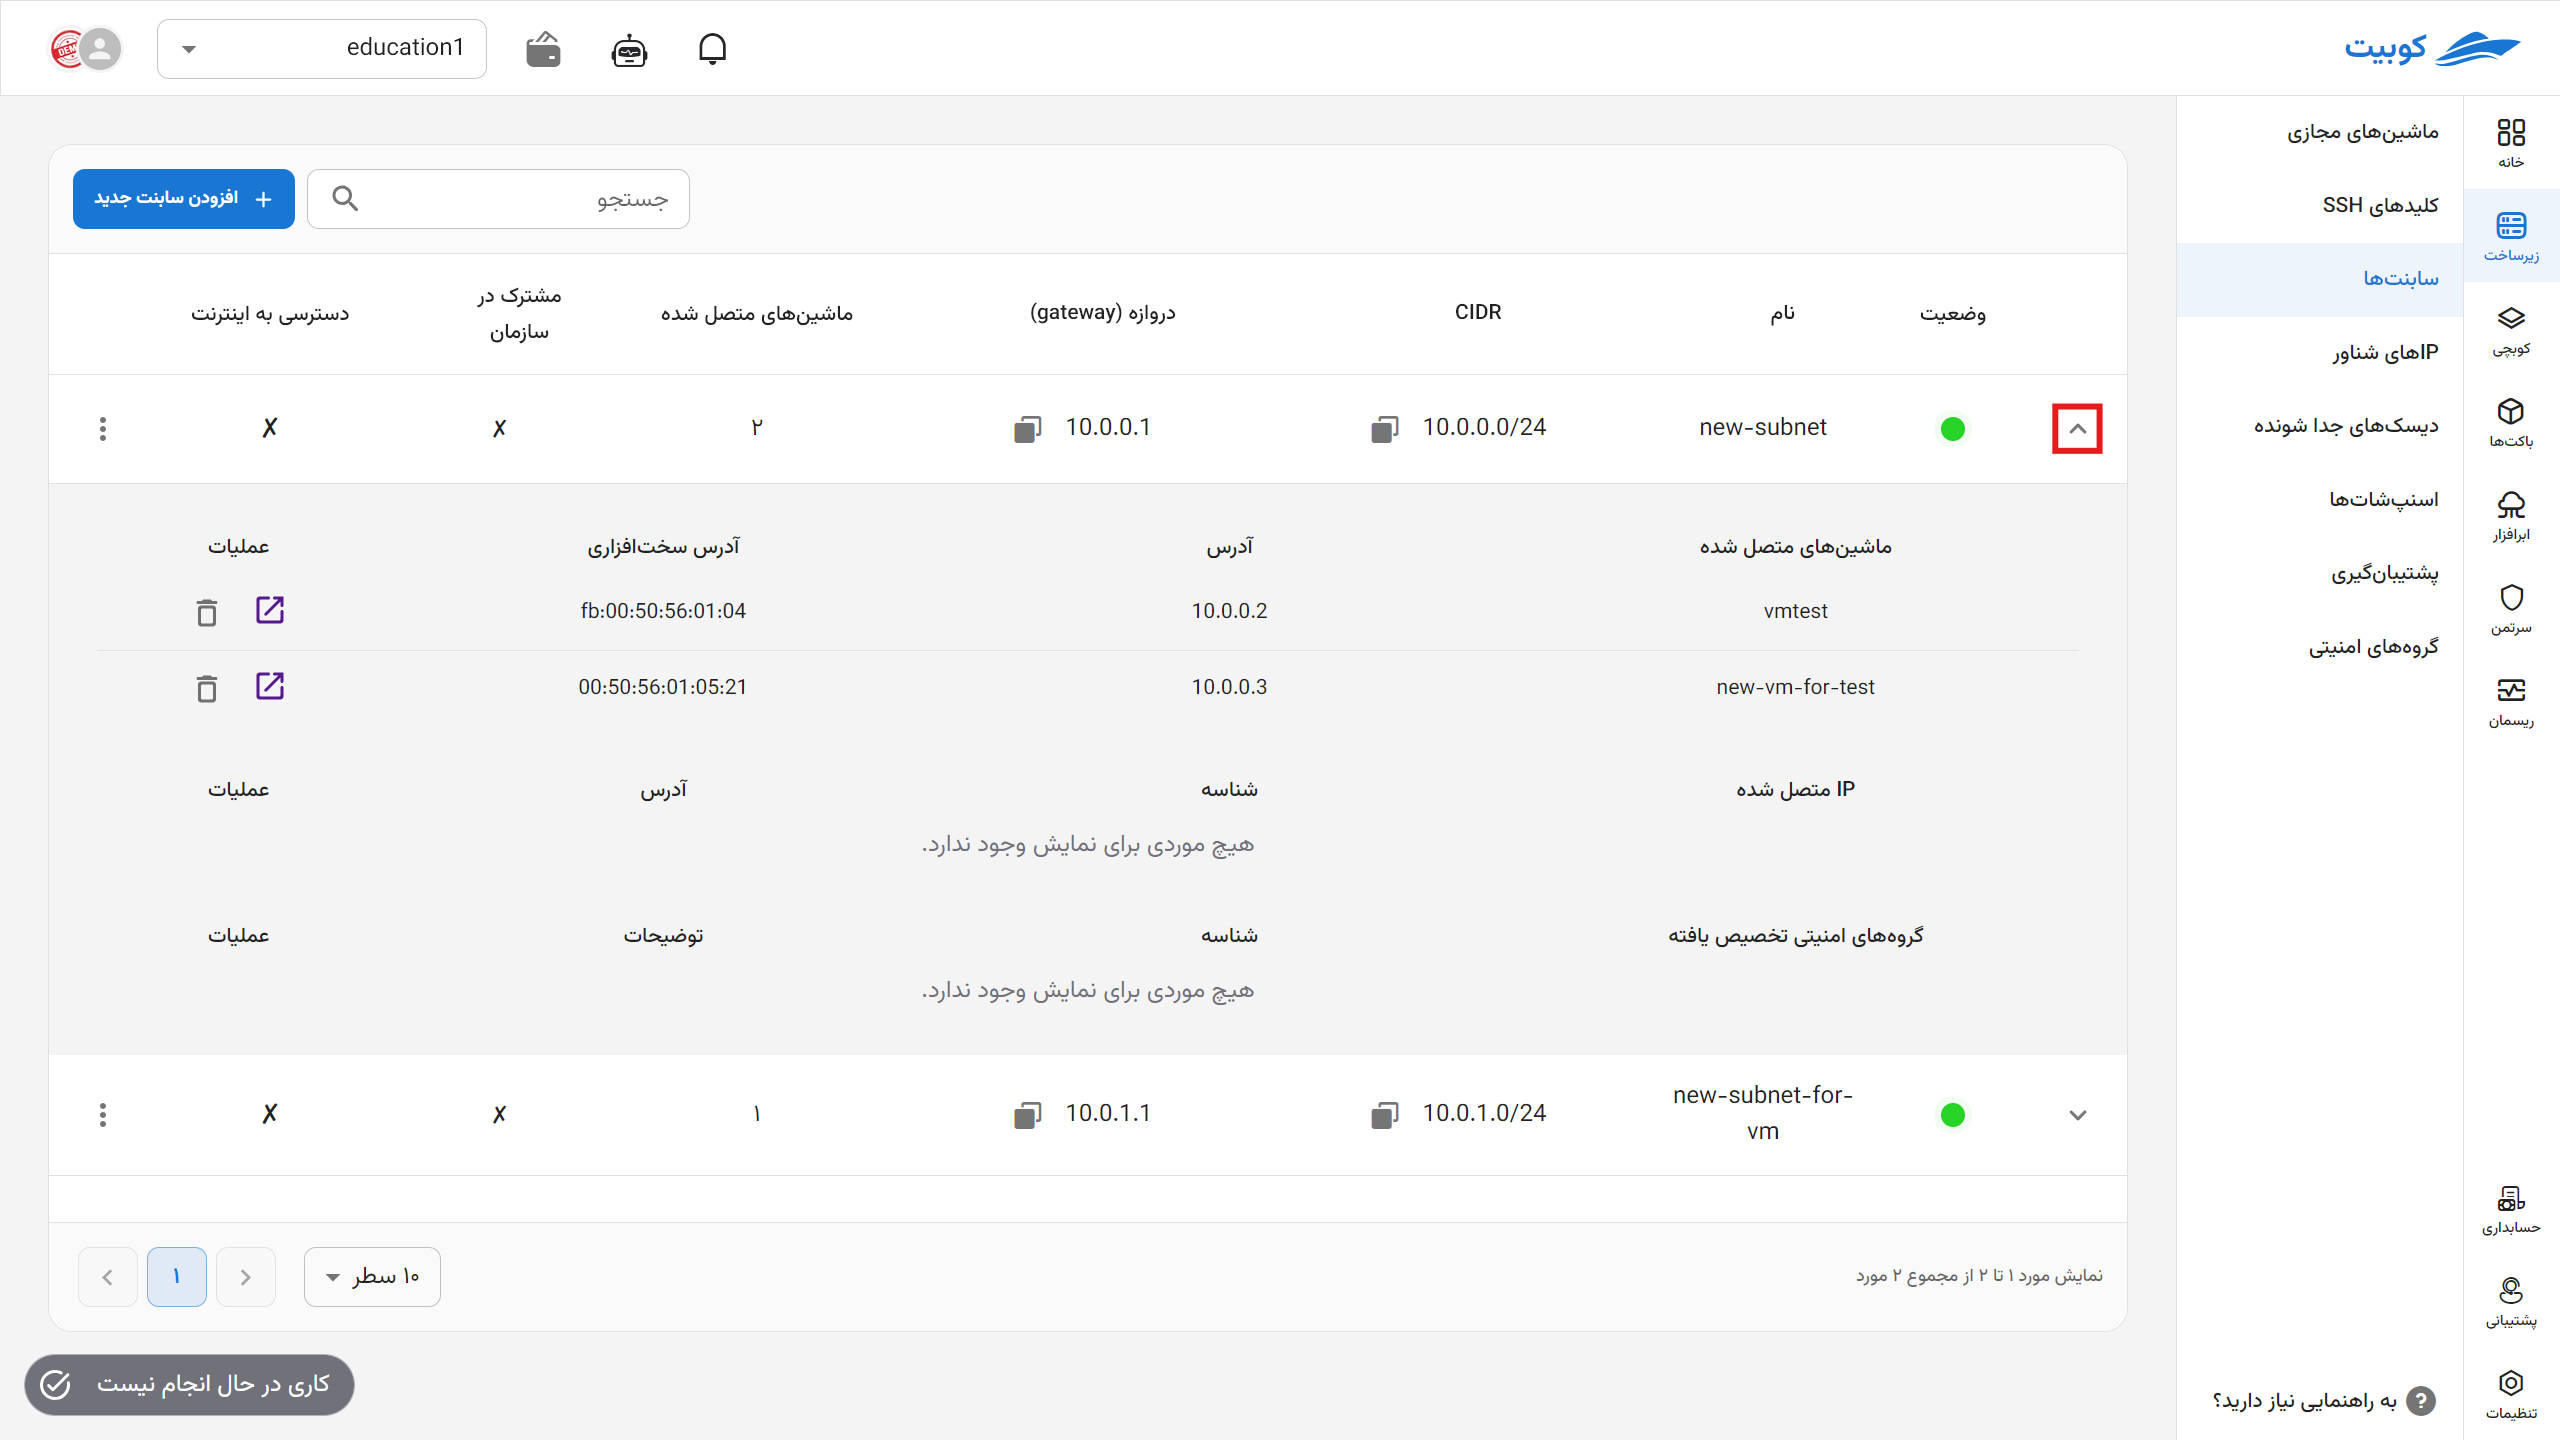 کوبیت
education1
DEMO
خانه
زیرساخت
کوبچی
باکت‌ها
ابرافزار
سرتمن
ریسمان
حسابداری
پشتیبانی
تنظیمات
ماشین‌های مجازی
کلیدهای SSH
سابنت‌ها
IPهای شناور
دیسک‌های جدا شونده
اسنپ‌شات‌ها
پشتیبان‌گیری
گروه‌های امنیتی
به راهنمایی نیاز دارید؟
جستجو
افزودن سابنت جدید
وضعیت نام CIDR دروازه (gateway) ماشین‌های متصل شده مشترک در سازمان دسترسی به اینترنت
new-subnet 10.0.0.0/24 10.0.0.1 ۲ ✗ ✗
ماشین‌های متصل شده آدرس آدرس سخت‌افزاری عملیات
vmtest 10.0.0.2 fb:00:50:56:01:04
new-vm-for-test 10.0.0.3 00:50:56:01:05:21
IP متصل شده شناسه آدرس عملیات
هیچ موردی برای نمایش وجود ندارد.
گروه‌های امنیتی تخصیص یافته شناسه توضیحات عملیات
هیچ موردی برای نمایش وجود ندارد.
new-subnet-for-vm 10.0.1.0/24 10.0.1.1 ۱ ✗ ✗
نمایش مورد ۱ تا ۲ از مجموع ۲ مورد
۱۰ سطر
۱
کاری در حال انجام نیست